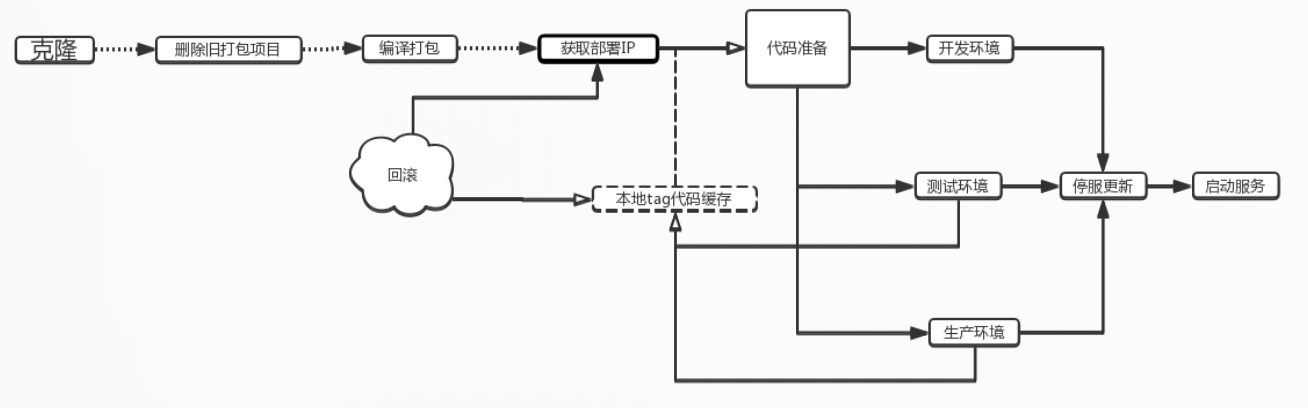 克隆
删除旧打包项目
编译打包
获取部署IP
代码准备
开发环境
回滚
本地tag代码缓存
测试环境
停服更新
启动服务
生产环境